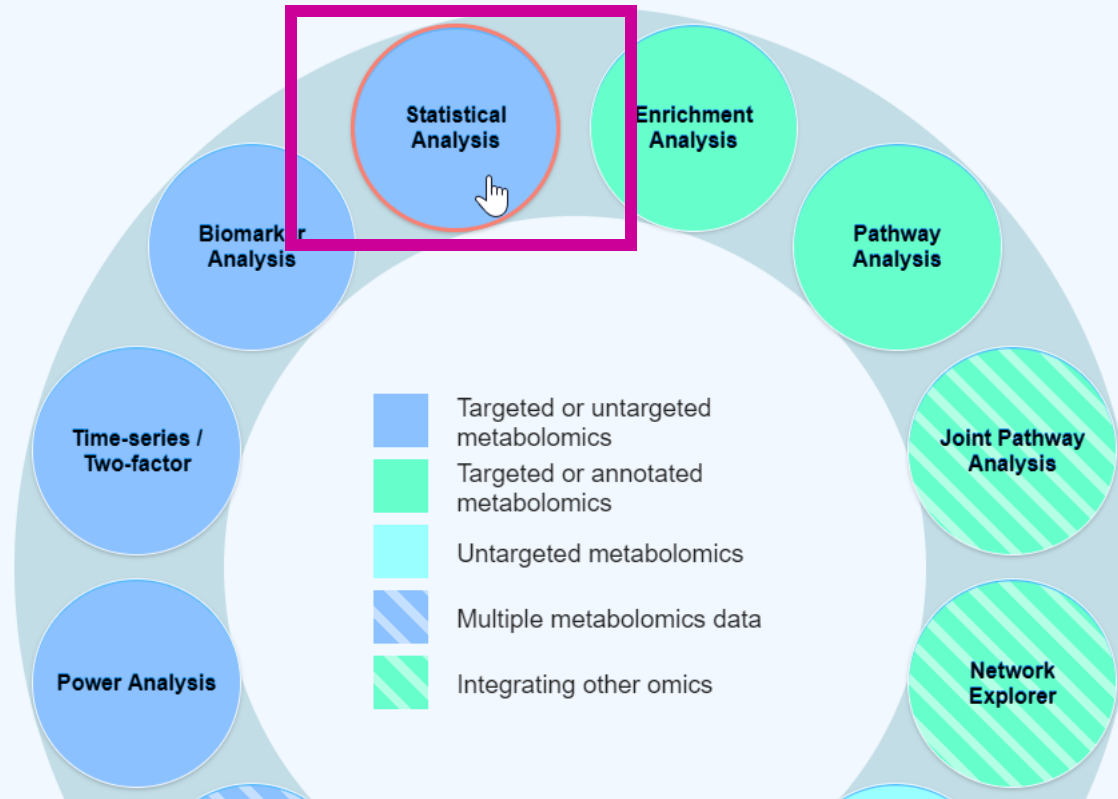 Statistical
Analysis
Enrichment
Analysis
Biomarker
Analysis
Pathway
Analysis
Time-series /
Two-factor
Joint Pathway
Analysis
Power Analysis
Network
Explorer
Targeted or untargeted
metabolomics
Targeted or annotated
metabolomics
Untargeted metabolomics
Multiple metabolomics data
Integrating other omics